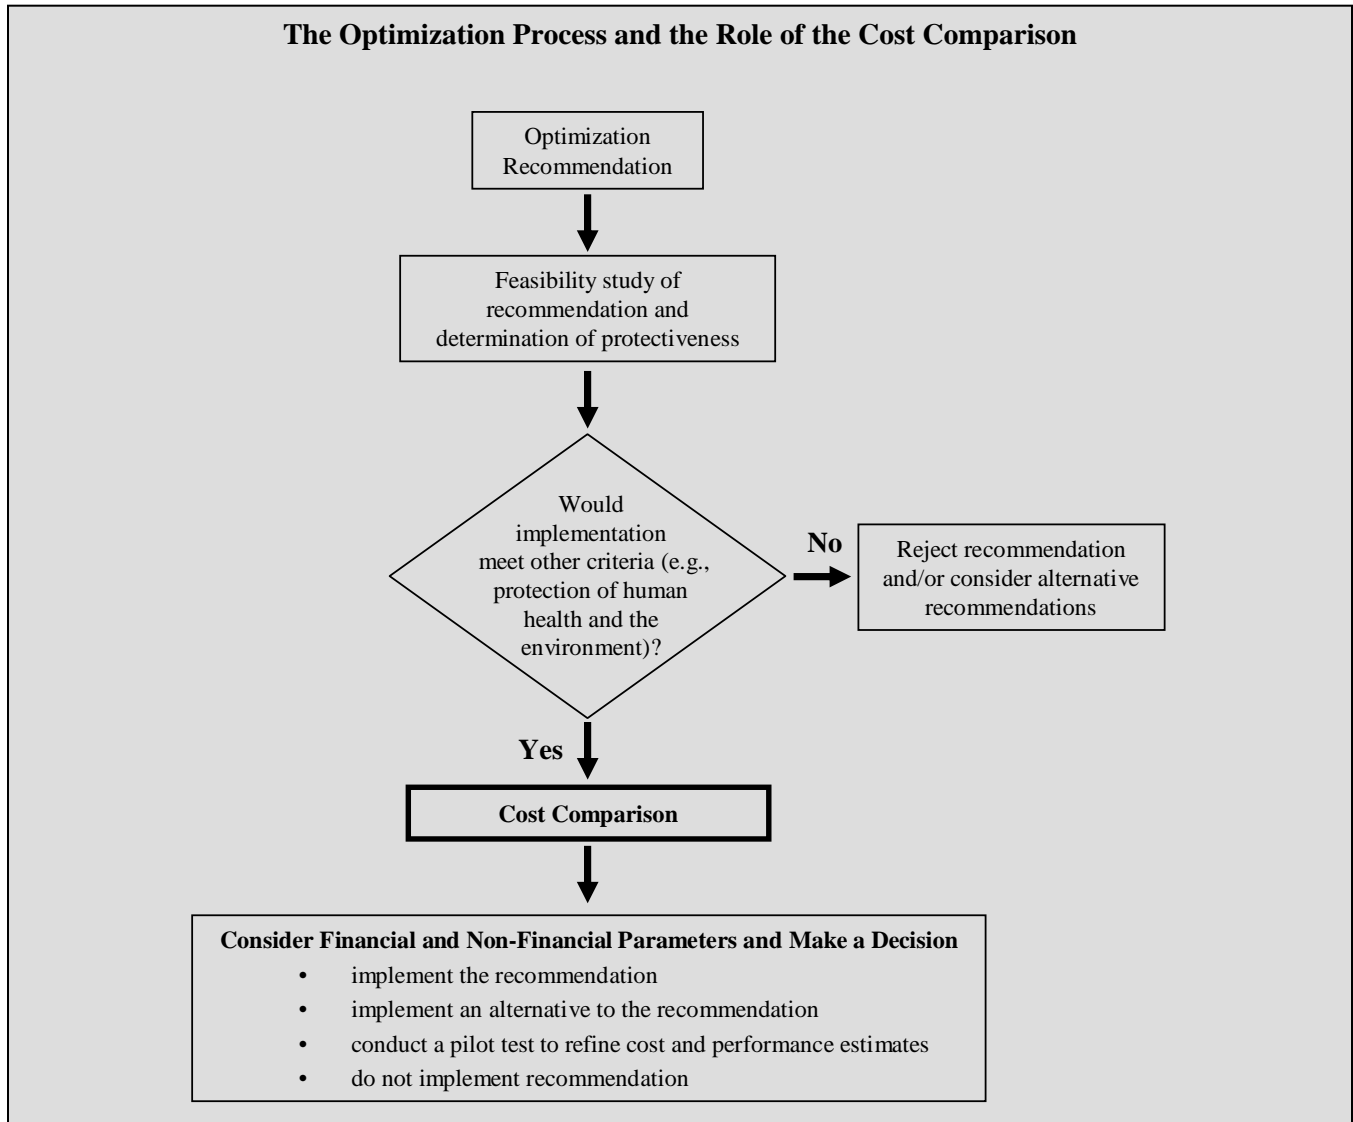 The Optimization Process and the Role of the Cost Comparison
Optimization
Recommendation
Feasibility study of
recommendation and
determination of protectiveness
Would
implementation
meet other criteria (e.g.,
protection of human
health and the
environment)?
No
Reject recommendation
and/or consider alternative
recommendations
Yes
Cost Comparison
Consider Financial and Non-Financial Parameters and Make a Decision
• implement the recommendation
• implement an alternative to the recommendation
• conduct a pilot test to refine cost and performance estimates
• do not implement recommendation